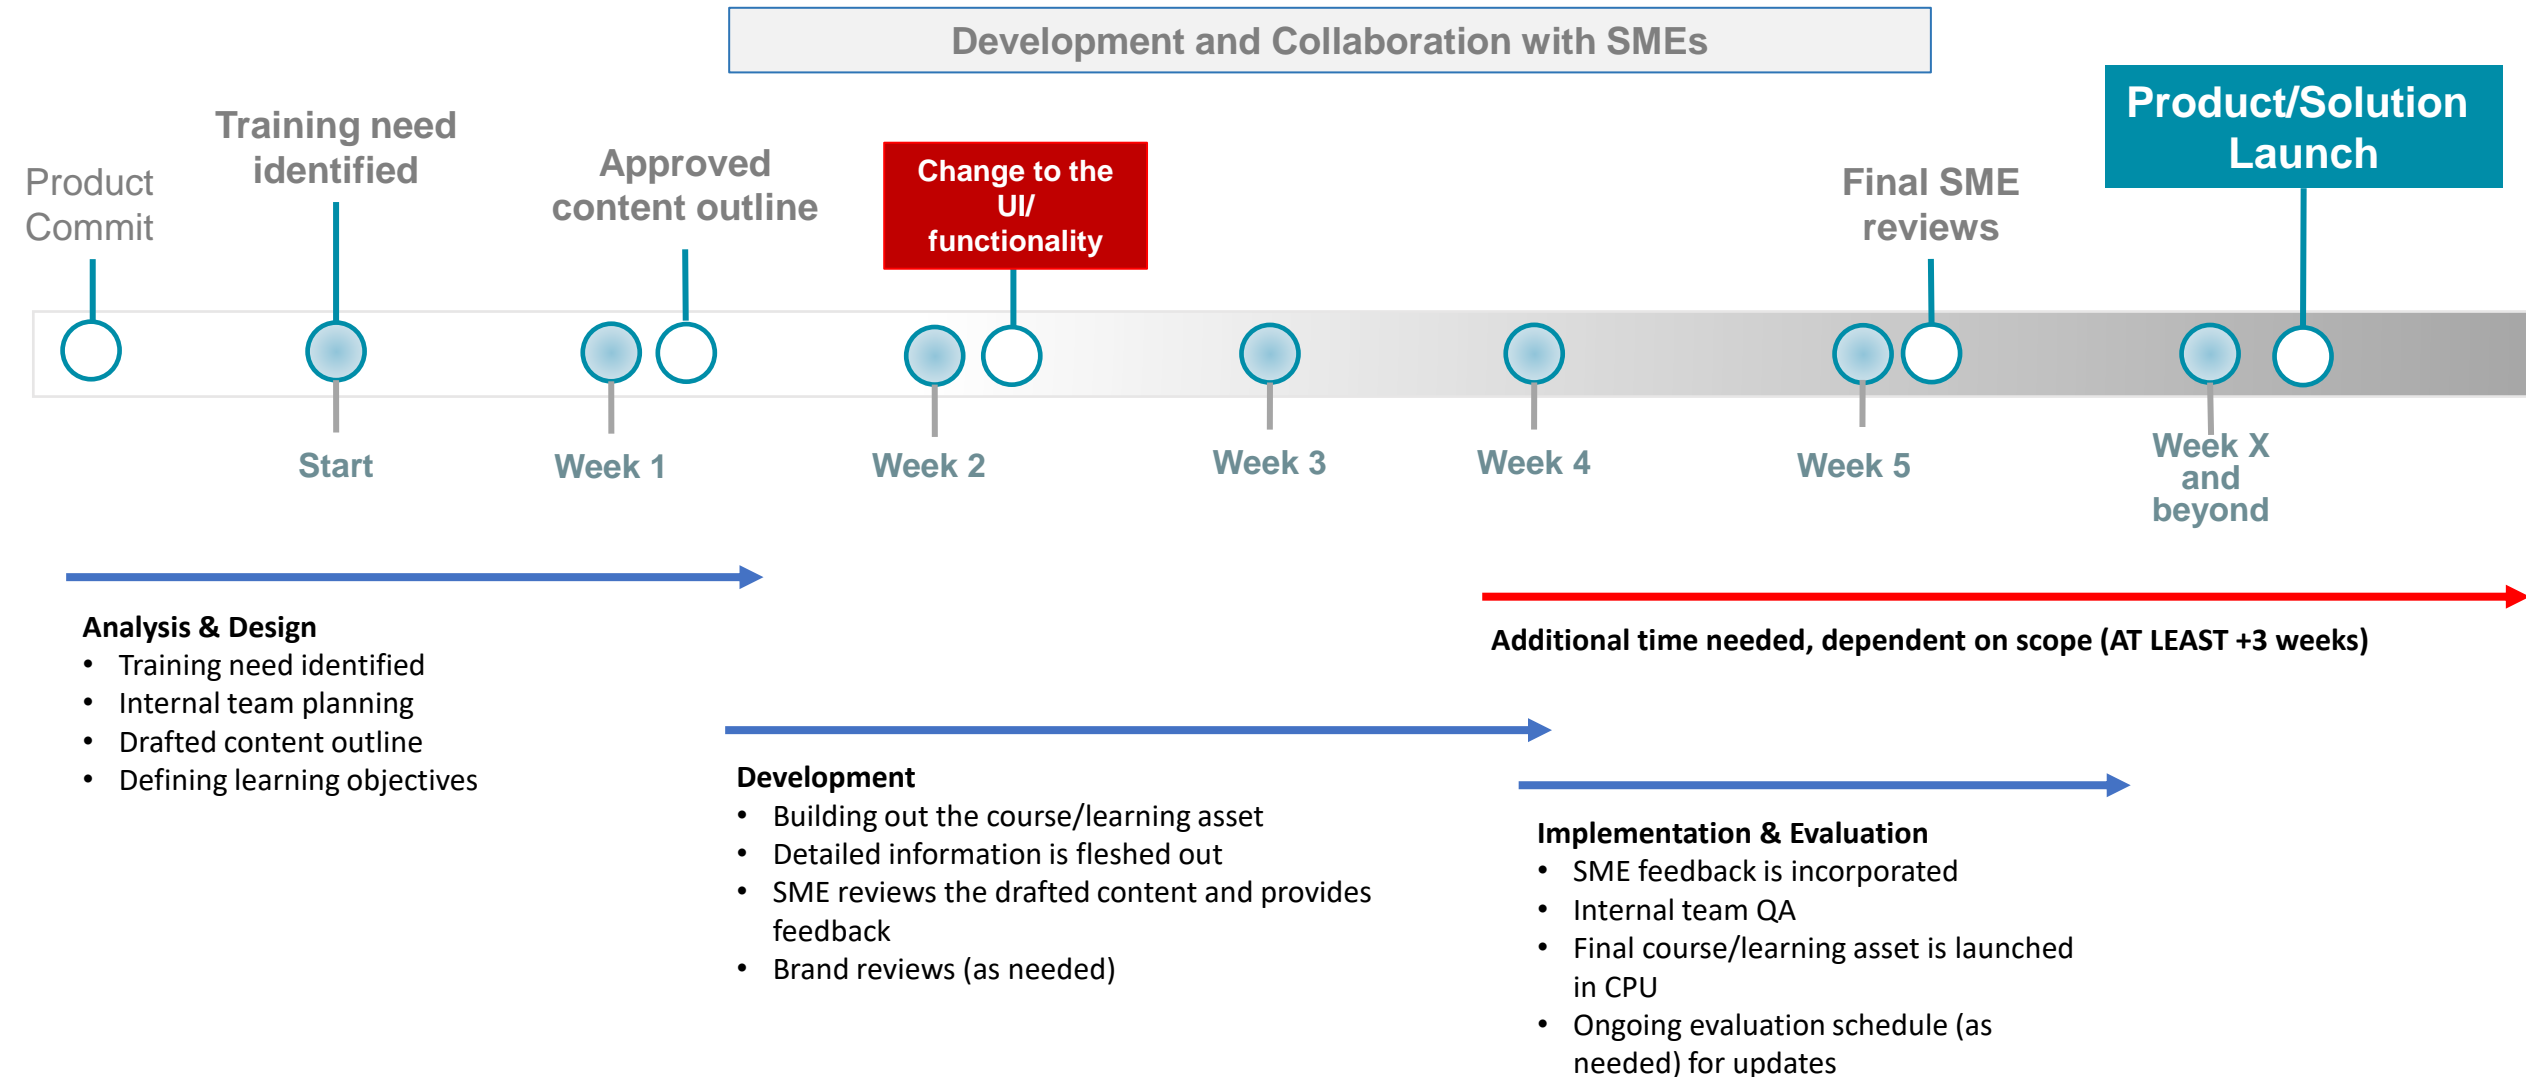 Development and Collaboration with SMEs
Product
Commit
Training need
identified
Approved
content outline
Change to the
UI/
functionality
Final SME
reviews
Product/Solution
Launch
Start
Week 1
Week 2
Week 3
Week 4
Week 5
Week X
and
beyond
Analysis & Design
• Training need identified
• Internal team planning
• Drafted content outline
• Defining learning objectives
Additional time needed, dependent on scope (AT LEAST +3 weeks)
Development
• Building out the course/learning asset
• Detailed information is fleshed out
• SME reviews the drafted content and provides
feedback
• Brand reviews (as needed)
Implementation & Evaluation
• SME feedback is incorporated
• Internal team QA
• Final course/learning asset is launched
in CPU
• Ongoing evaluation schedule (as
needed) for updates